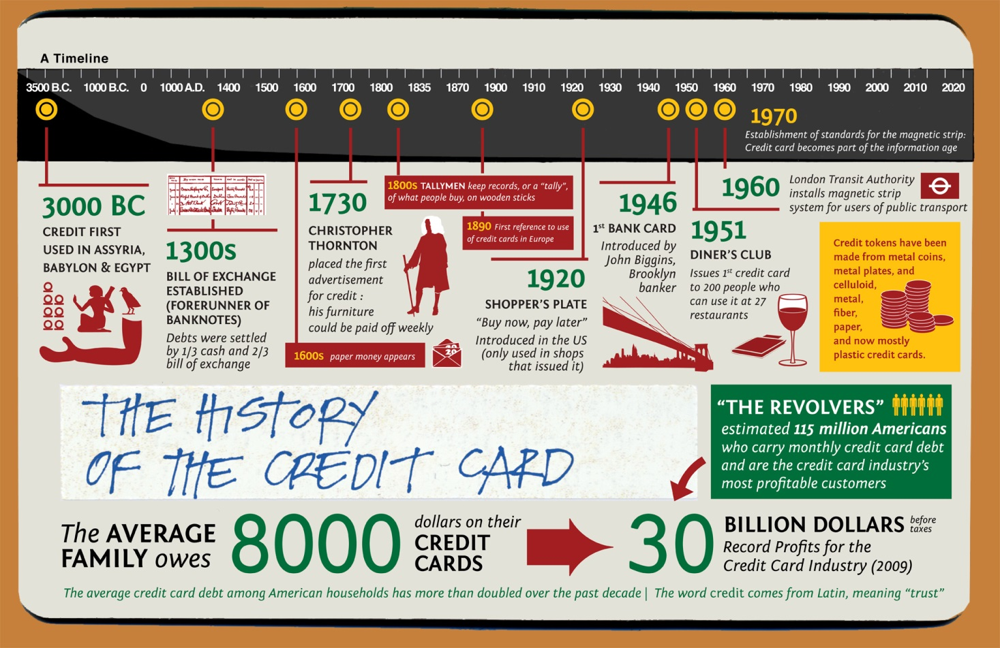 A Timeline
3500 B.C. 1000 B.C. 0 1000 A.D. 1400 1500 1600 1700 1800 1835 1870 1900 1910 1920 1930 1940 1950 1960 1970 1980 1990 2000 2010 2020
1970
Establishment of standards for the magnetic strip:
Credit card becomes part of the information age
3000 BC
CREDIT FIRST
USED IN ASSYRIA,
BABYLON & EGYPT
1300s
BILL OF EXCHANGE
ESTABLISHED
(FORERUNNER OF
BANKNOTES)
Debts were settled
by 1/3 cash and 2/3
bill of exchange
1600s paper money appears
20
20
1730
CHRISTOPHER
THORNTON
placed the first
advertisement
for credit :
his furniture
could be paid off weekly
1800s TALLYMEN keep records, or a “tally”,
of what people buy, on wooden sticks
1890 First reference to use
of credit cards in Europe
1920
SHOPPER’S PLATE
“Buy now, pay later”
Introduced in the US
(only used in shops
that issued it)
1946
1st BANK CARD
Introduced by
John Biggins,
Brooklyn
banker
1951
DINER’S CLUB
Issues 1st credit card
to 200 people who
can use it at 27
restaurants
1960
London Transit Authority
installs magnetic strip
system for users of public transport
Credit tokens have been
made from metal coins,
metal plates, and
celluloid,
metal,
fiber,
paper,
and now mostly
plastic credit cards.
THE HISTORY
OF THE CREDIT CARD
“THE REVOLVERS”
estimated 115 million Americans
who carry monthly credit card debt
and are the credit card industry’s
most profitable customers
The AVERAGE
FAMILY owes
8000
dollars on their
CREDIT
CARDS
30
BILLION DOLLARS before
taxes
Record Profits for the
Credit Card Industry (2009)
The average credit card debt among American households has more than doubled over the past decade | The word credit comes from Latin, meaning “trust”